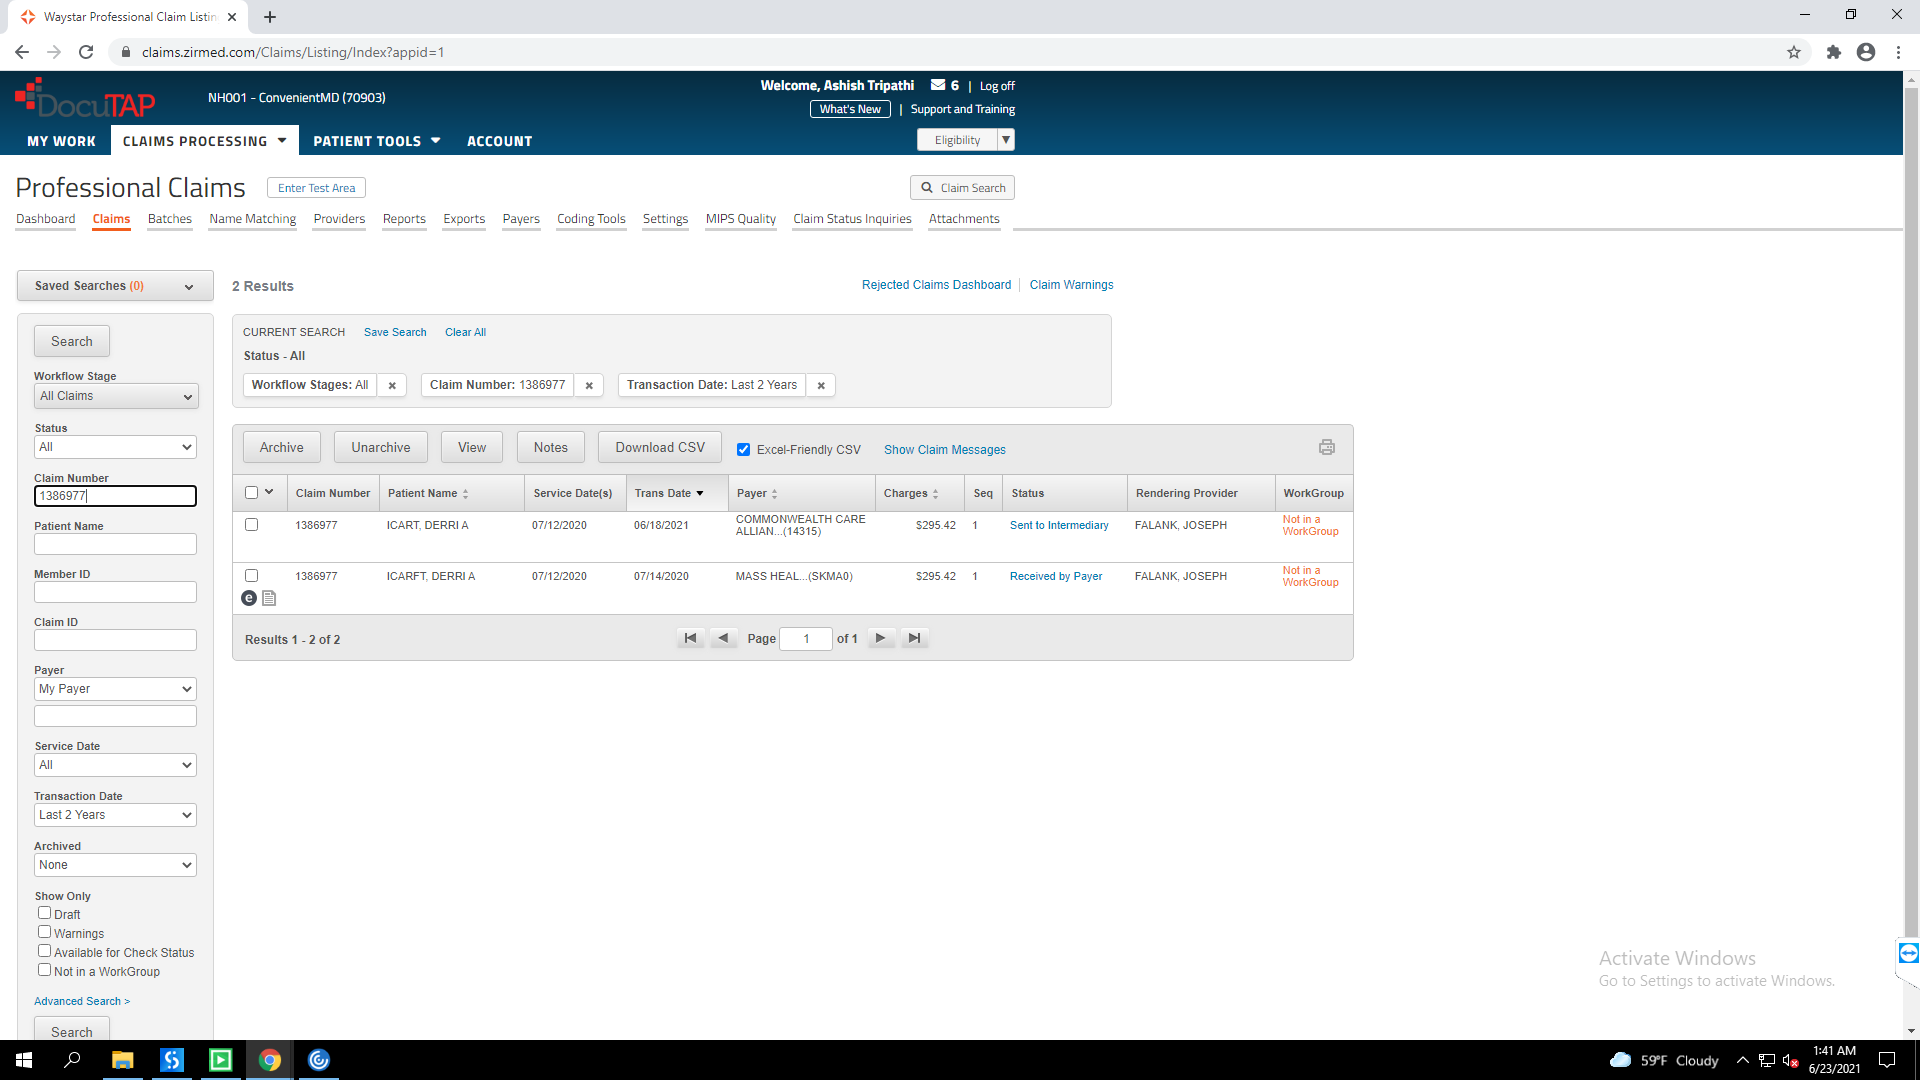 Waystar Professional Claim Listin
claims.zirmed.com/Claims/Listing/Index?appid=1
DocuTAP
NH001 - ConvenientMD (70903)
Welcome, Ashish Tripathi 6 | Log off
What's New | Support and Training
MY WORK CLAIMS PROCESSING PATIENT TOOLS ACCOUNT
Eligibility
Professional Claims Enter Test Area
Claim Search
Dashboard Claims Batches Name Matching Providers Reports Exports Payers Coding Tools Settings MIPS Quality Claim Status Inquiries Attachments
Saved Searches (0)
2 Results
Rejected Claims Dashboard Claim Warnings
Search
Workflow Stage
All Claims
Status
All
Claim Number
1386977
Patient Name
Member ID
Claim ID
Payer
My Payer
Service Date
All
Transaction Date
Last 2 Years
Archived
None
Show Only
Draft
Warnings
Available for Check Status
Not in a WorkGroup
Advanced Search >
Search
CURRENT SEARCH Save Search Clear All
Status - All
Workflow Stages: All × Claim Number: 1386977 × Transaction Date: Last 2 Years ×
Archive Unarchive View Notes Download CSV Excel-Friendly CSV Show Claim Messages
Claim Number Patient Name Service Date(s) Trans Date Payer Charges Seq Status Rendering Provider WorkGroup
1386977 ICART, DERRI A 07/12/2020 06/18/2021 COMMONWEALTH CARE ALLIAN...(14315) $295.42 1 Sent to Intermediary FALANK, JOSEPH Not in a WorkGroup
1386977 ICARFT, DERRI A 07/12/2020 07/14/2020 MASS HEAL...(SKMA0) $295.42 1 Received by Payer FALANK, JOSEPH Not in a WorkGroup
e
Results 1 - 2 of 2
Page 1 of 1
Activate Windows
Go to Settings to activate Windows.
59°F Cloudy
1:41 AM
6/23/2021